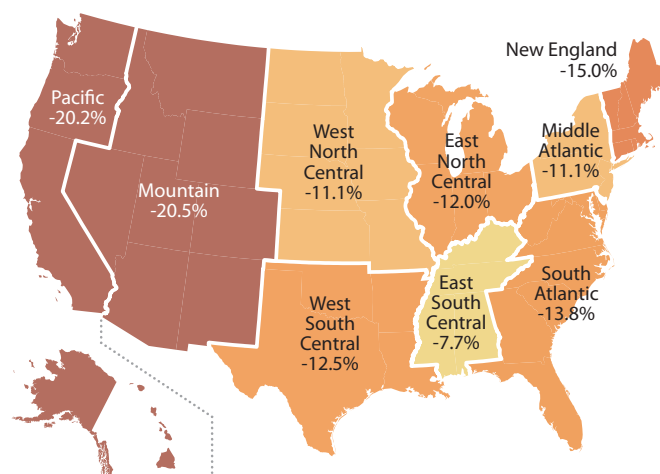 New England
-15.0%
Pacific
-20.2%
West
North
Central
-11.1%
East
North
Central
-12.0%
Middle
Atlantic
-11.1%
Mountain
-20.5%
West
South
Central
-12.5%
East
South
Central
-7.7%
South
Atlantic
-13.8%